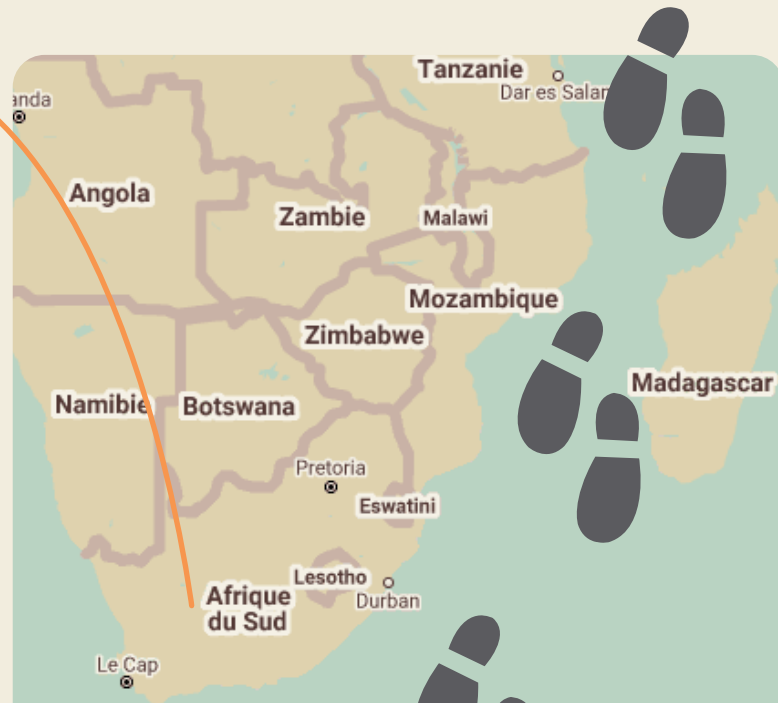 Tanzanie
Dar es Salam
anda
Angola
Zambie
Malawi
Mozambique
Zimbabwe
Madagascar
Namibie
Botswana
Pretoria
Eswatini
Lesotho
Afrique
du Sud
Durban
Le Cap